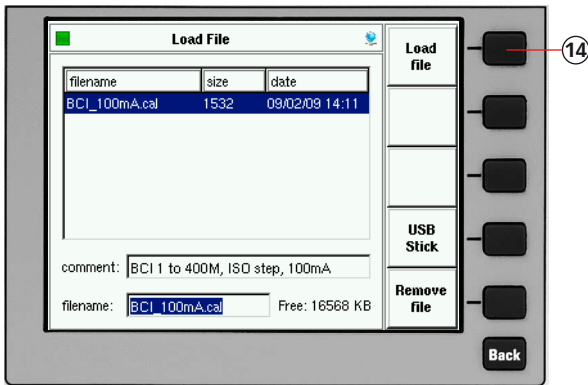 Load File
filename size date
BCI_100mA.cal 1532 09/02/09 14:11
comment: BCI 1 to 400M, ISO step, 100mA
filename: BCI_100mA.cal Free: 16568 KB
Load
file
USB
Stick
Remove
file
Back
14